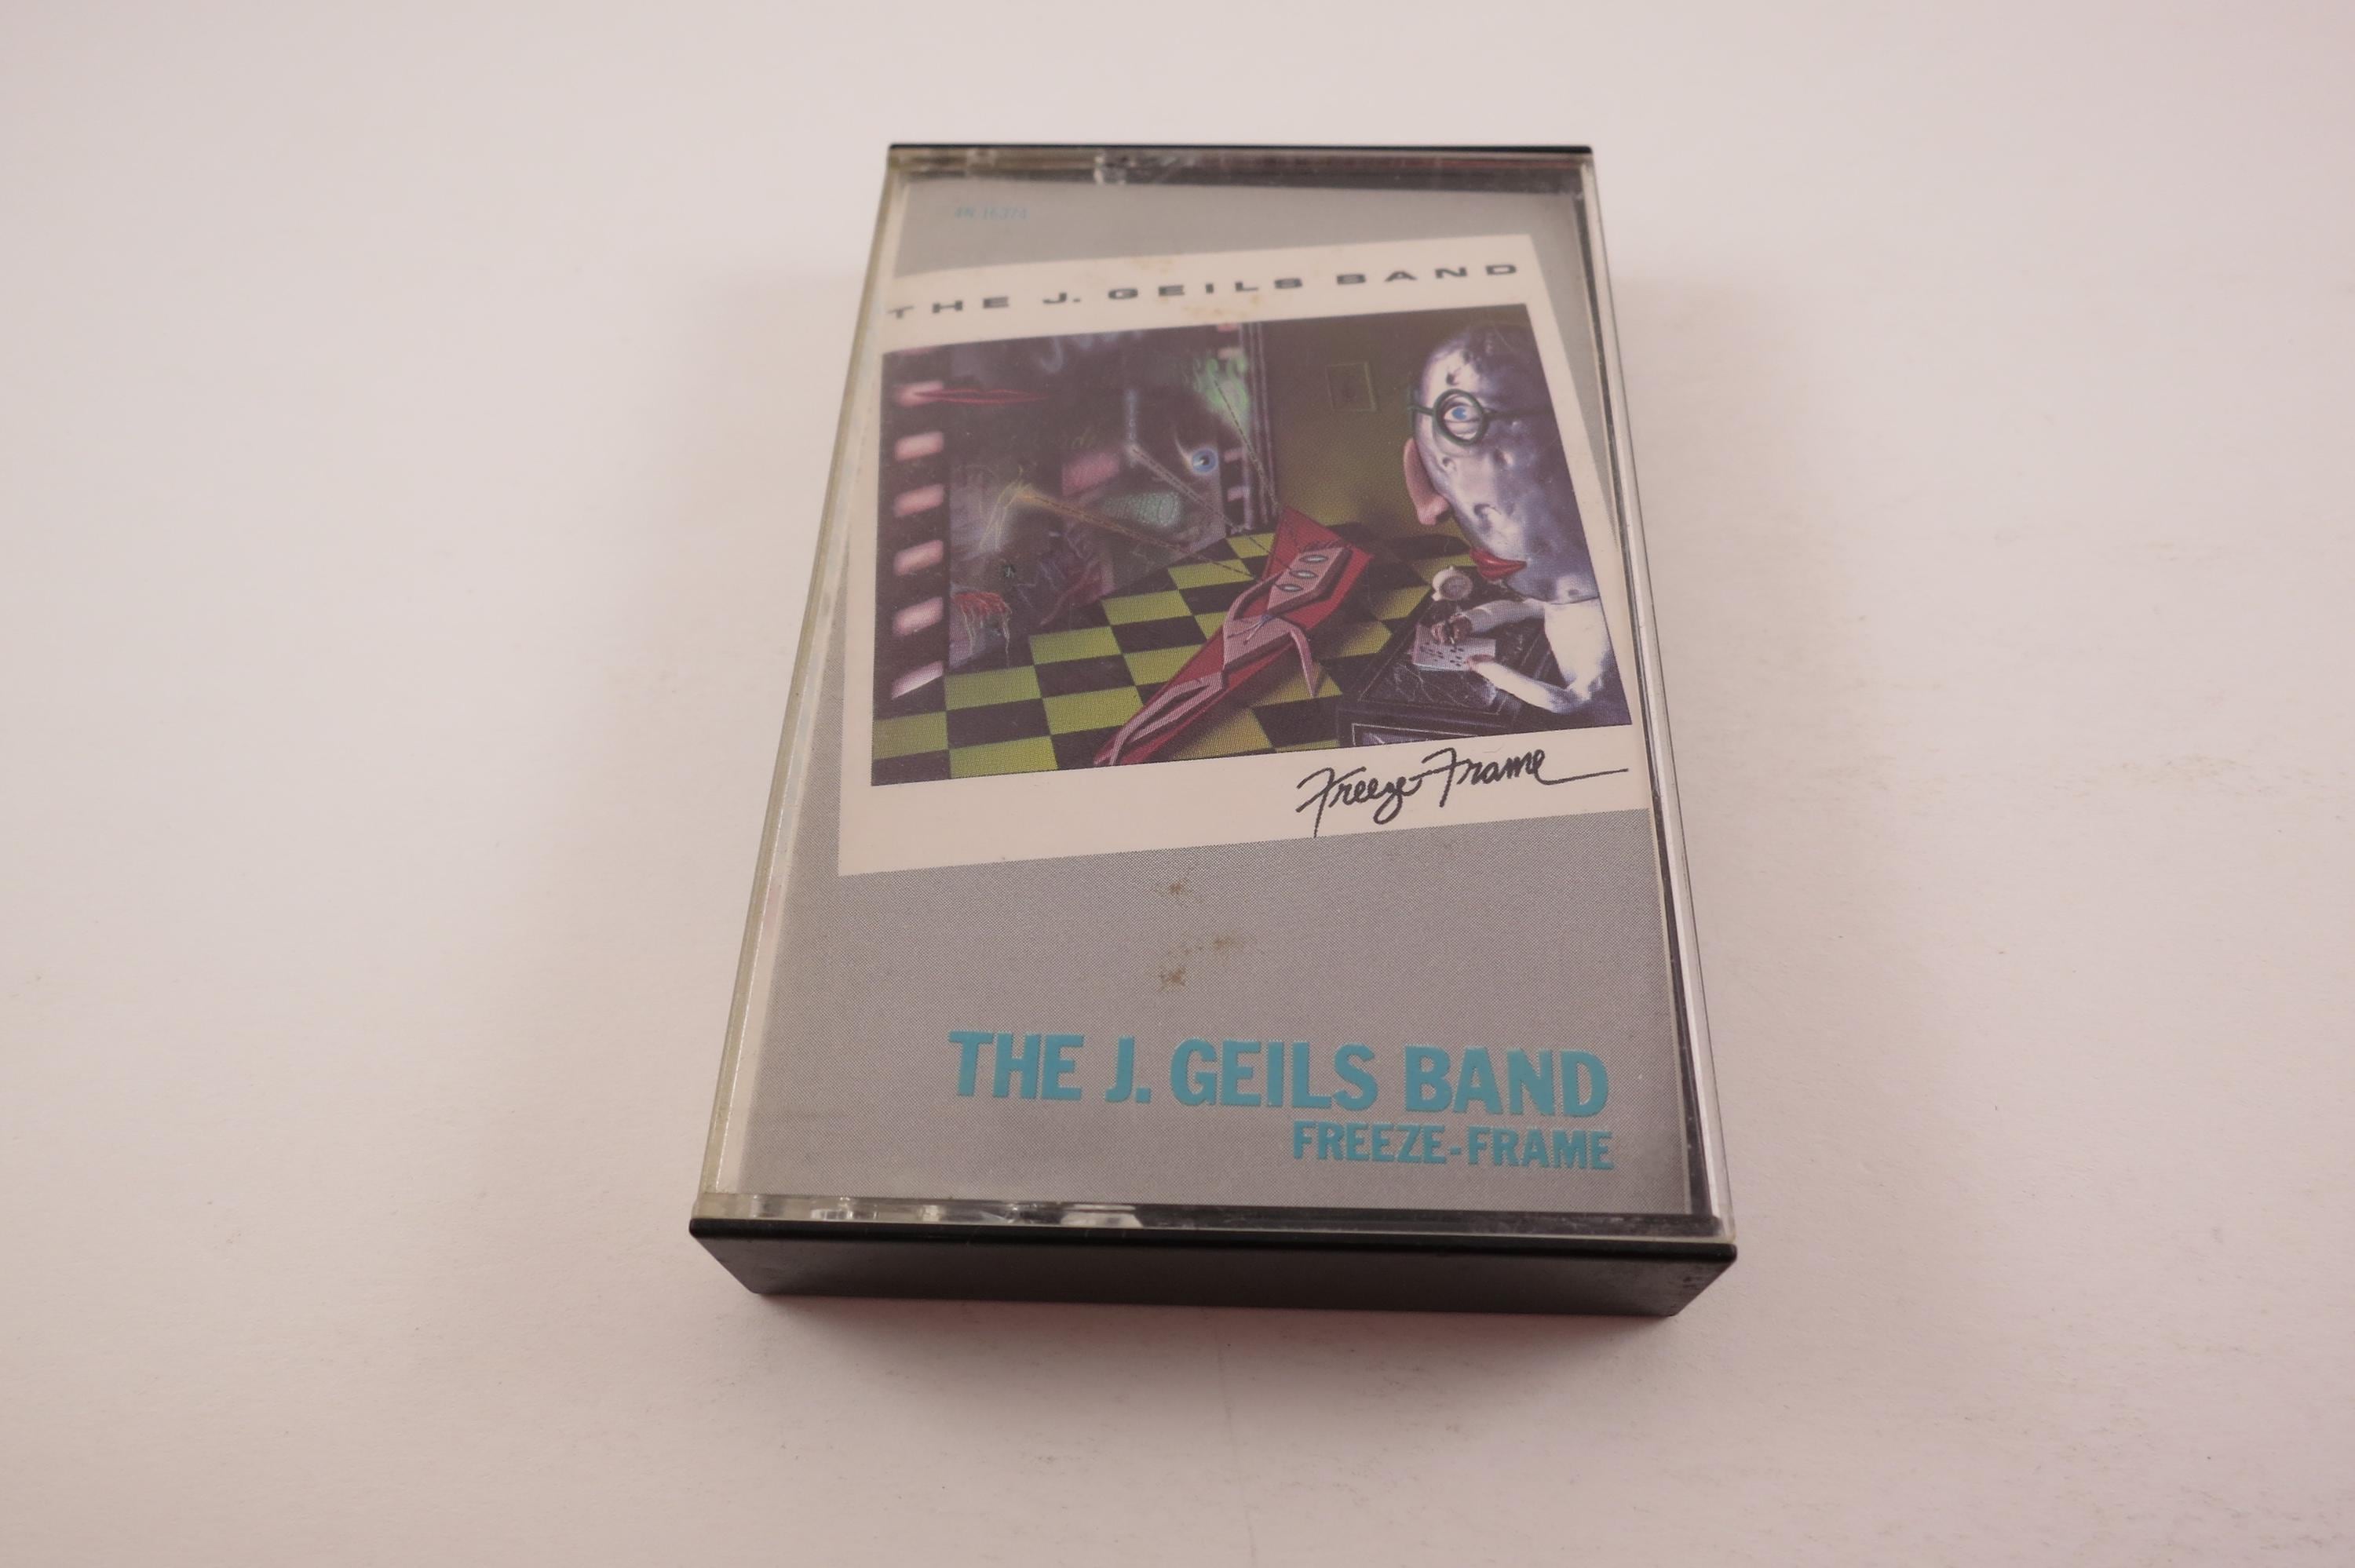 THE J. GEILS BAND
Freeze-Frame
THE J. GEILS BAND
FREEZE-FRAME